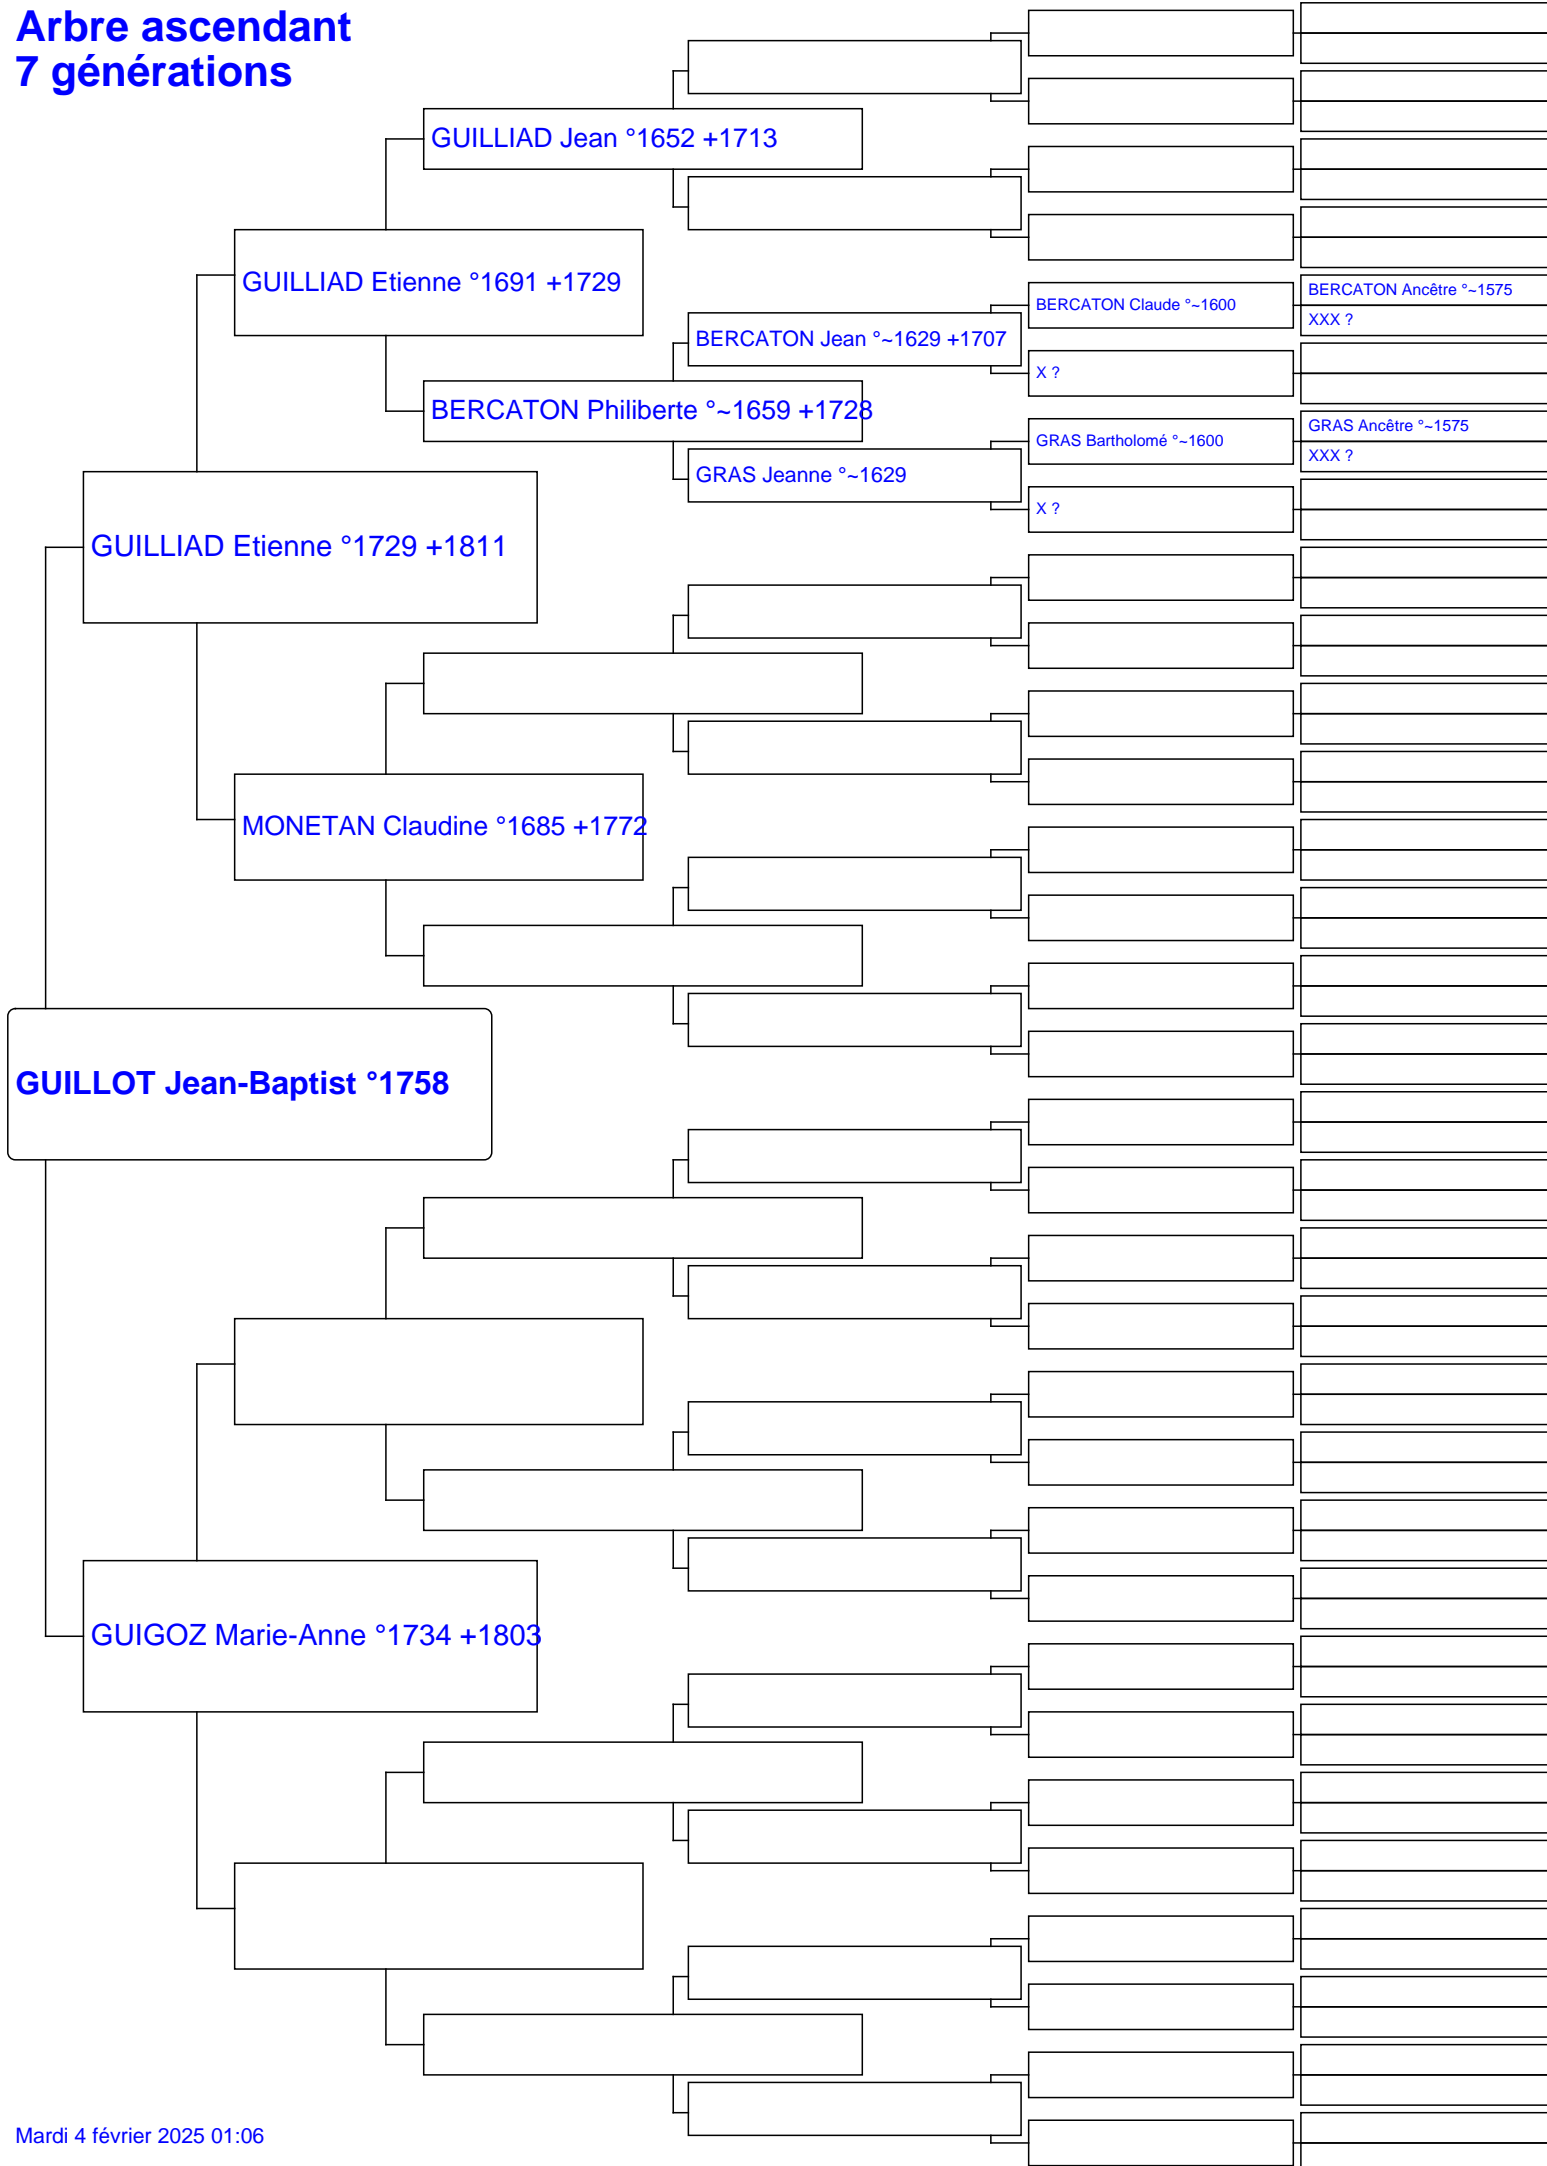 Arbre ascendant
7 générations
GUILLIAD Jean °1652 +1713
GUILLIAD Etienne °1691 +1729
BERCATON Ancêtre °~1575
BERCATON Claude °~1600
XXX ?
BERCATON Jean °~1629 +1707
X ?
BERCATON Philiberte °~1659 +1728
GRAS Ancêtre °~1575
GRAS Bartholomé °~1600
XXX ?
GRAS Jeanne °~1629
X ?
GUILLIAD Etienne °1729 +1811
MONETAN Claudine °1685 +1772
GUILLOT Jean-Baptist °1758
GUIGOZ Marie-Anne °1734 +1803
Mardi 4 février 2025 01:06